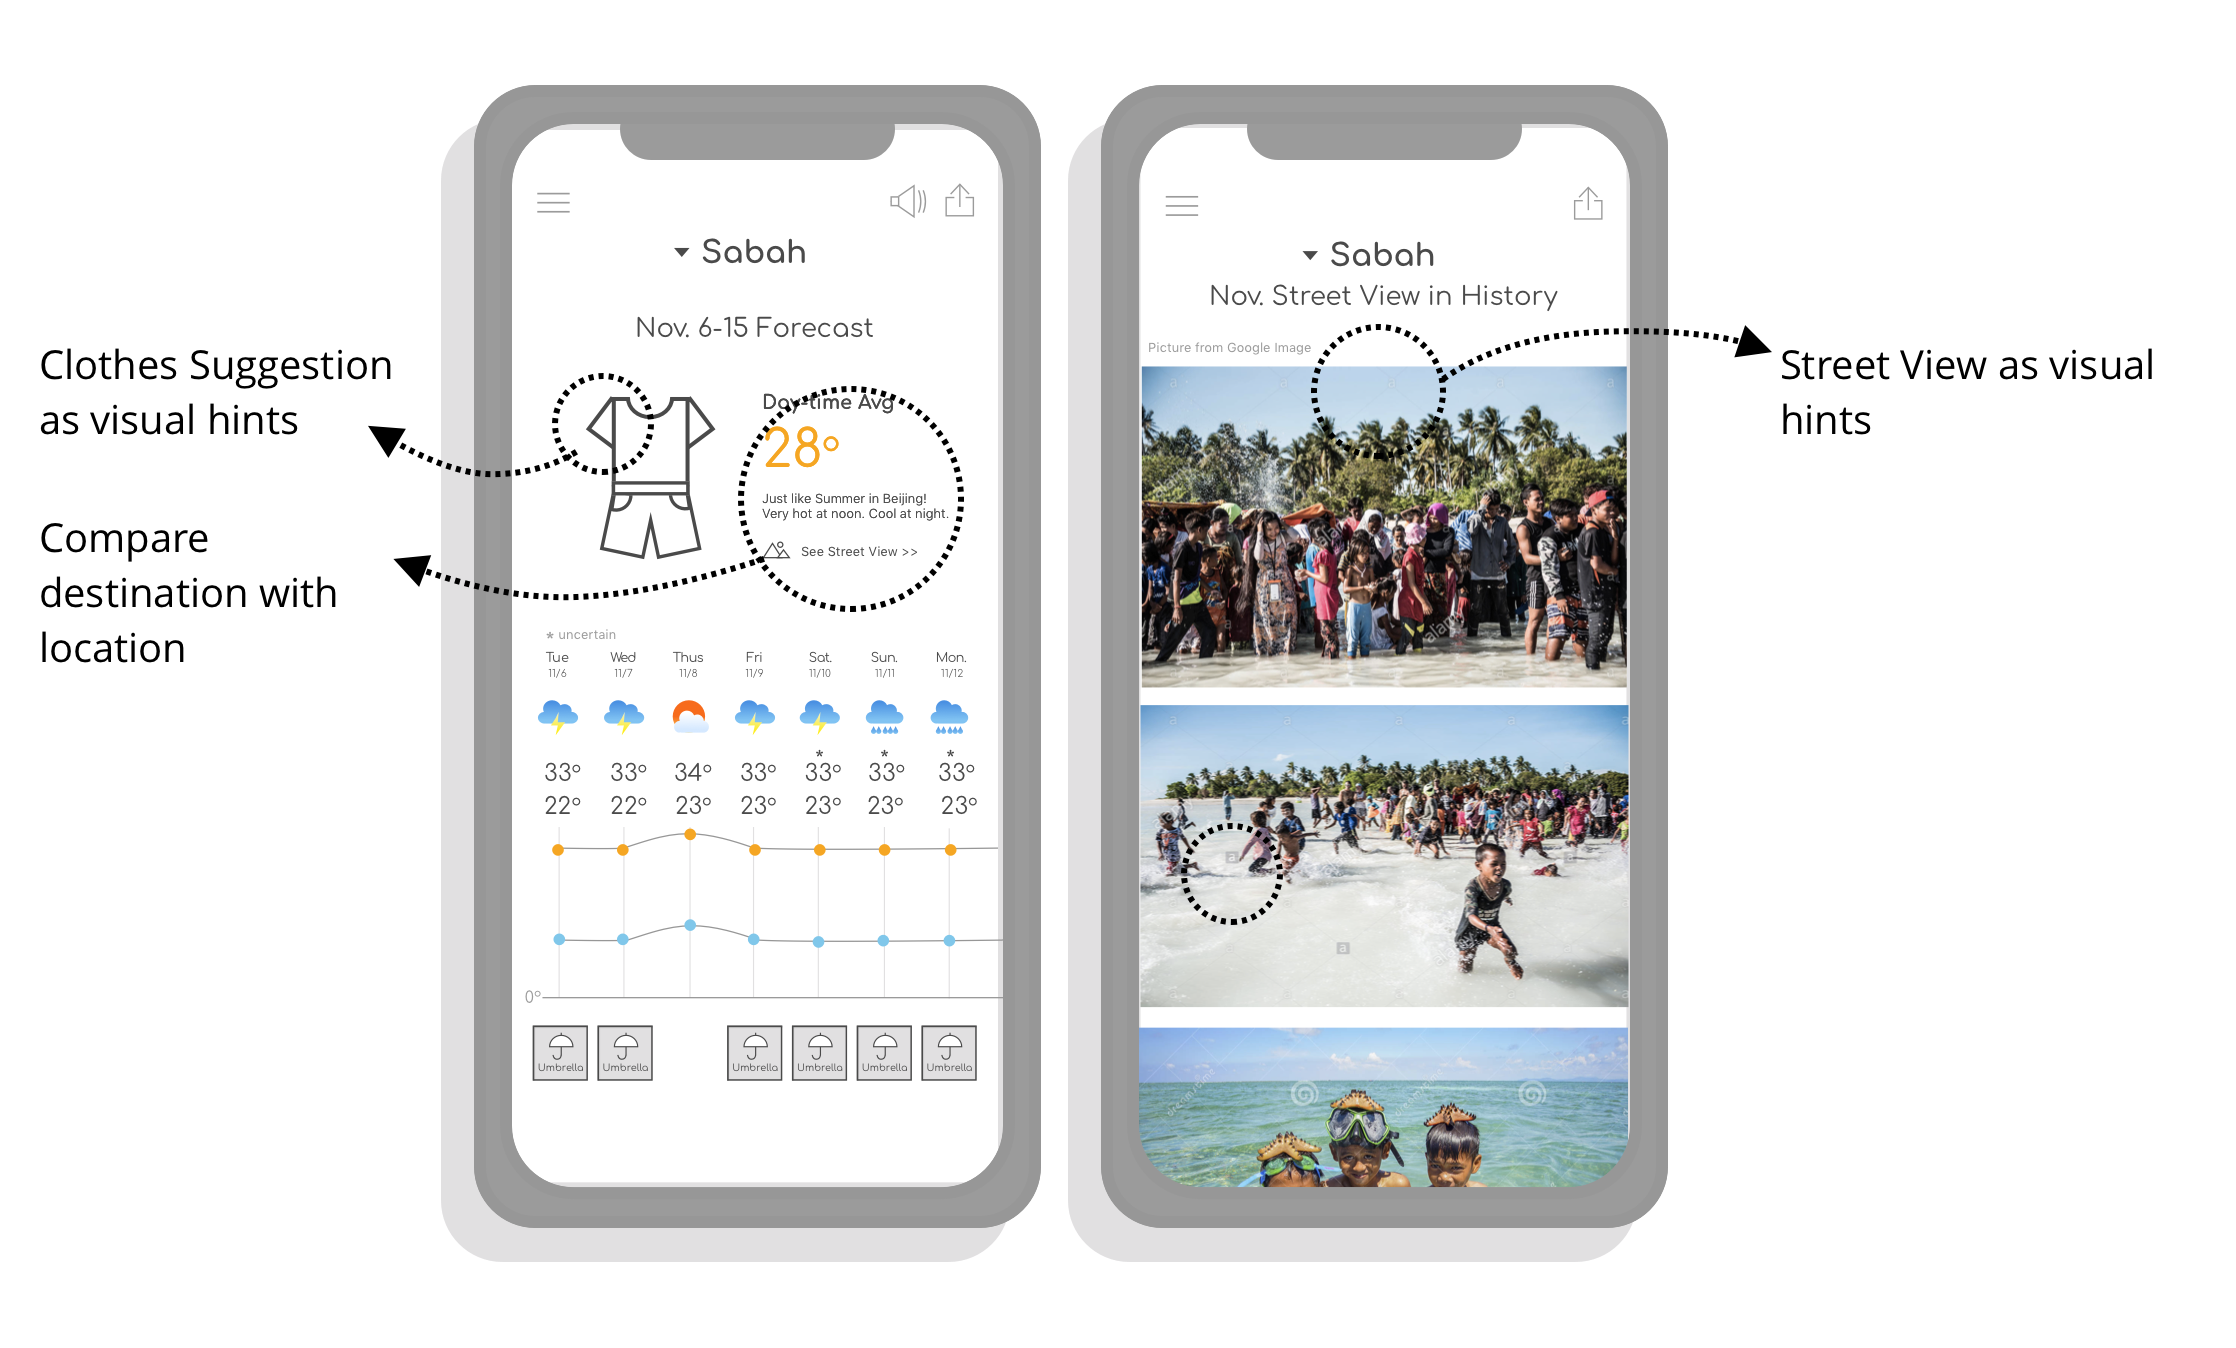 Clothes Suggestion
as visual hints
Compare
destination with
location
Sabah
Nov. 6-15 Forecast
Day-time Avg
28°
Just like Summer in Beijing!
Very hot at noon. Cool at night.
See Street View >>
* uncertain
Tue Wed Thus Fri Sat. Sun. Mon.
11/6 11/7 11/8 11/9 11/10 11/11 11/12
* * *
33° 33° 34° 33° 33° 33° 33°
22° 22° 23° 23° 23° 23° 23°
0°
Umbrella Umbrella Umbrella Umbrella Umbrella Umbrella
Sabah
Nov. Street View in History
Picture from Google Image
a a a a a
alamy
alamy
a
a
dreamstime
dreamstime
Street View as visual
hints